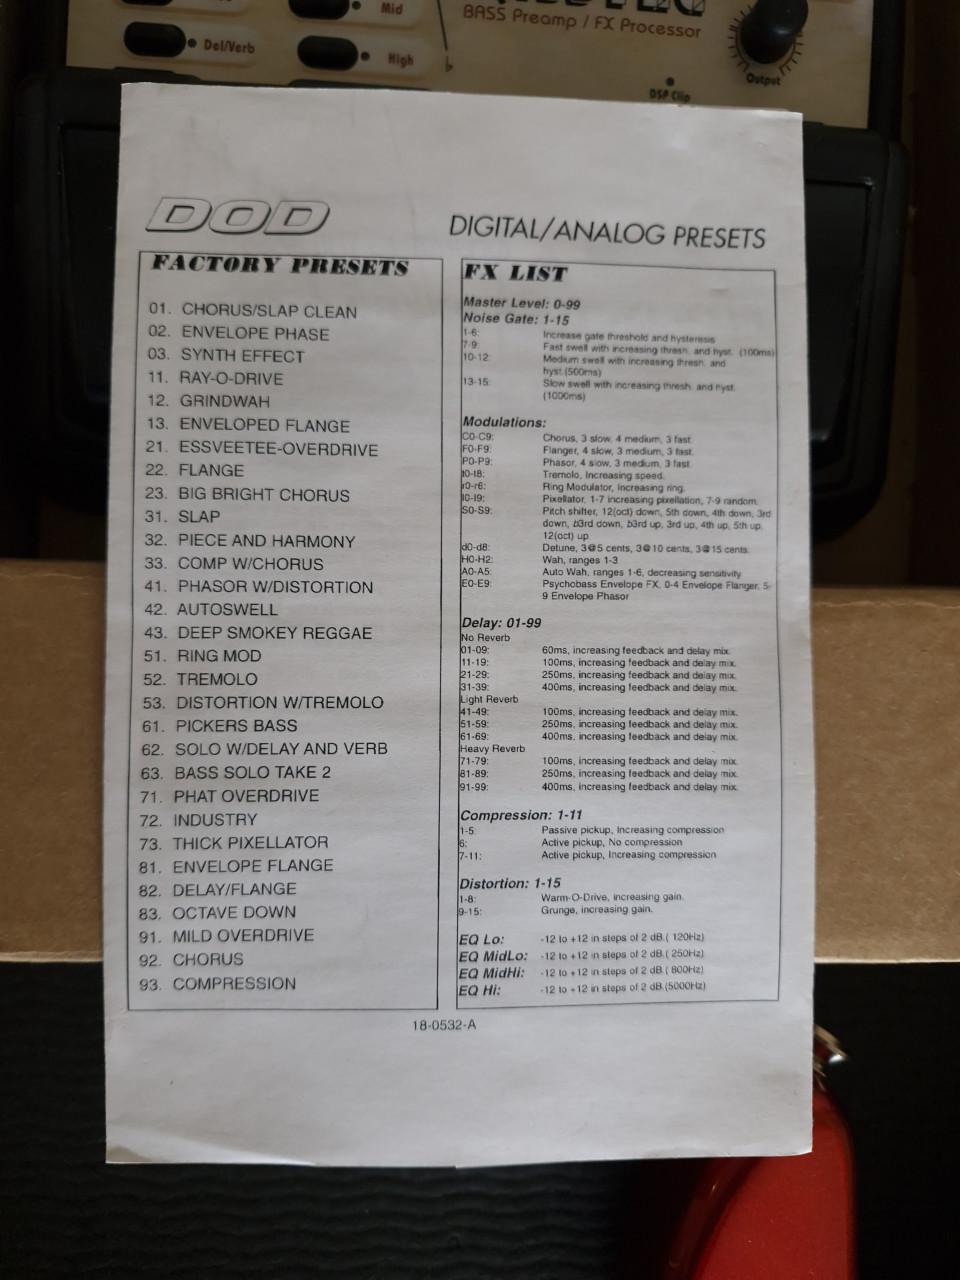 Mid
Del/Verb
High
BASS Preamp / FX Processor
Output
DSP Clip
DOD
DIGITAL/ANALOG PRESETS
FACTORY PRESETS
01. CHORUS/SLAP CLEAN
02. ENVELOPE PHASE
03. SYNTH EFFECT
11. RAY-O-DRIVE
12. GRINDWAH
13. ENVELOPED FLANGE
21. ESSVEETEE-OVERDRIVE
22. FLANGE
23. BIG BRIGHT CHORUS
31. SLAP
32. PIECE AND HARMONY
33. COMP W/CHORUS
41. PHASOR W/DISTORTION
42. AUTOSWELL
43. DEEP SMOKEY REGGAE
51. RING MOD
52. TREMOLO
53. DISTORTION W/TREMOLO
61. PICKERS BASS
62. SOLO W/DELAY AND VERB
63. BASS SOLO TAKE 2
71. PHAT OVERDRIVE
72. INDUSTRY
73. THICK PIXELLATOR
81. ENVELOPE FLANGE
82. DELAY/FLANGE
83. OCTAVE DOWN
91. MILD OVERDRIVE
92. CHORUS
93. COMPRESSION
FX LIST
Master Level: 0-99
Noise Gate: 1-15
1-6: Increase gate threshold and hysteresis
7-9: Fast swell with increasing thresh. and hyst. (100ms)
10-12: Medium swell with increasing thresh. and
hyst.(500ms)
13-15: Slow swell with increasing thresh. and hyst.
(1000ms)
Modulations:
C0-C9: Chorus, 3 slow, 4 medium, 3 fast.
F0-F9: Flanger, 4 slow, 3 medium, 3 fast.
P0-P9: Phasor, 4 slow, 3 medium, 3 fast.
t0-t8: Tremolo, Increasing speed.
r0-r6: Ring Modulator, Increasing ring.
I0-I9: Pixellator, 1-7 increasing pixellation, 7-9 random.
S0-S9: Pitch shifter, 12(oct) down, 5th down, 4th down, 3rd
down, b3rd down, b3rd up, 3rd up, 4th up, 5th up,
12(oct) up
d0-d8: Detune, 3@5 cents, 3@10 cents, 3@15 cents.
H0-H2: Wah, ranges 1-3
A0-A5: Auto Wah, ranges 1-6, decreasing sensitivity
E0-E9: Psychobass Envelope FX, 0-4 Envelope Flanger, 5-
9 Envelope Phasor
Delay: 01-99
No Reverb
01-09: 60ms, increasing feedback and delay mix.
11-19: 100ms, increasing feedback and delay mix.
21-29: 250ms, increasing feedback and delay mix.
31-39: 400ms, increasing feedback and delay mix.
Light Reverb
41-49: 100ms, increasing feedback and delay mix.
51-59: 250ms, increasing feedback and delay mix.
61-69: 400ms, increasing feedback and delay mix.
Heavy Reverb
71-79: 100ms, increasing feedback and delay mix.
81-89: 250ms, increasing feedback and delay mix.
91-99: 400ms, increasing feedback and delay mix.
Compression: 1-11
1-5: Passive pickup, Increasing compression
6: Active pickup, No compression
7-11: Active pickup, Increasing compression
Distortion: 1-15
1-8: Warm-O-Drive, increasing gain.
9-15: Grunge, increasing gain.
EQ Lo: -12 to +12 in steps of 2 dB.( 120Hz)
EQ MidLo: -12 to +12 in steps of 2 dB.( 250Hz)
EQ MidHi: -12 to +12 in steps of 2 dB.( 800Hz)
EQ Hi: -12 to +12 in steps of 2 dB.(5000Hz)
18-0532-A